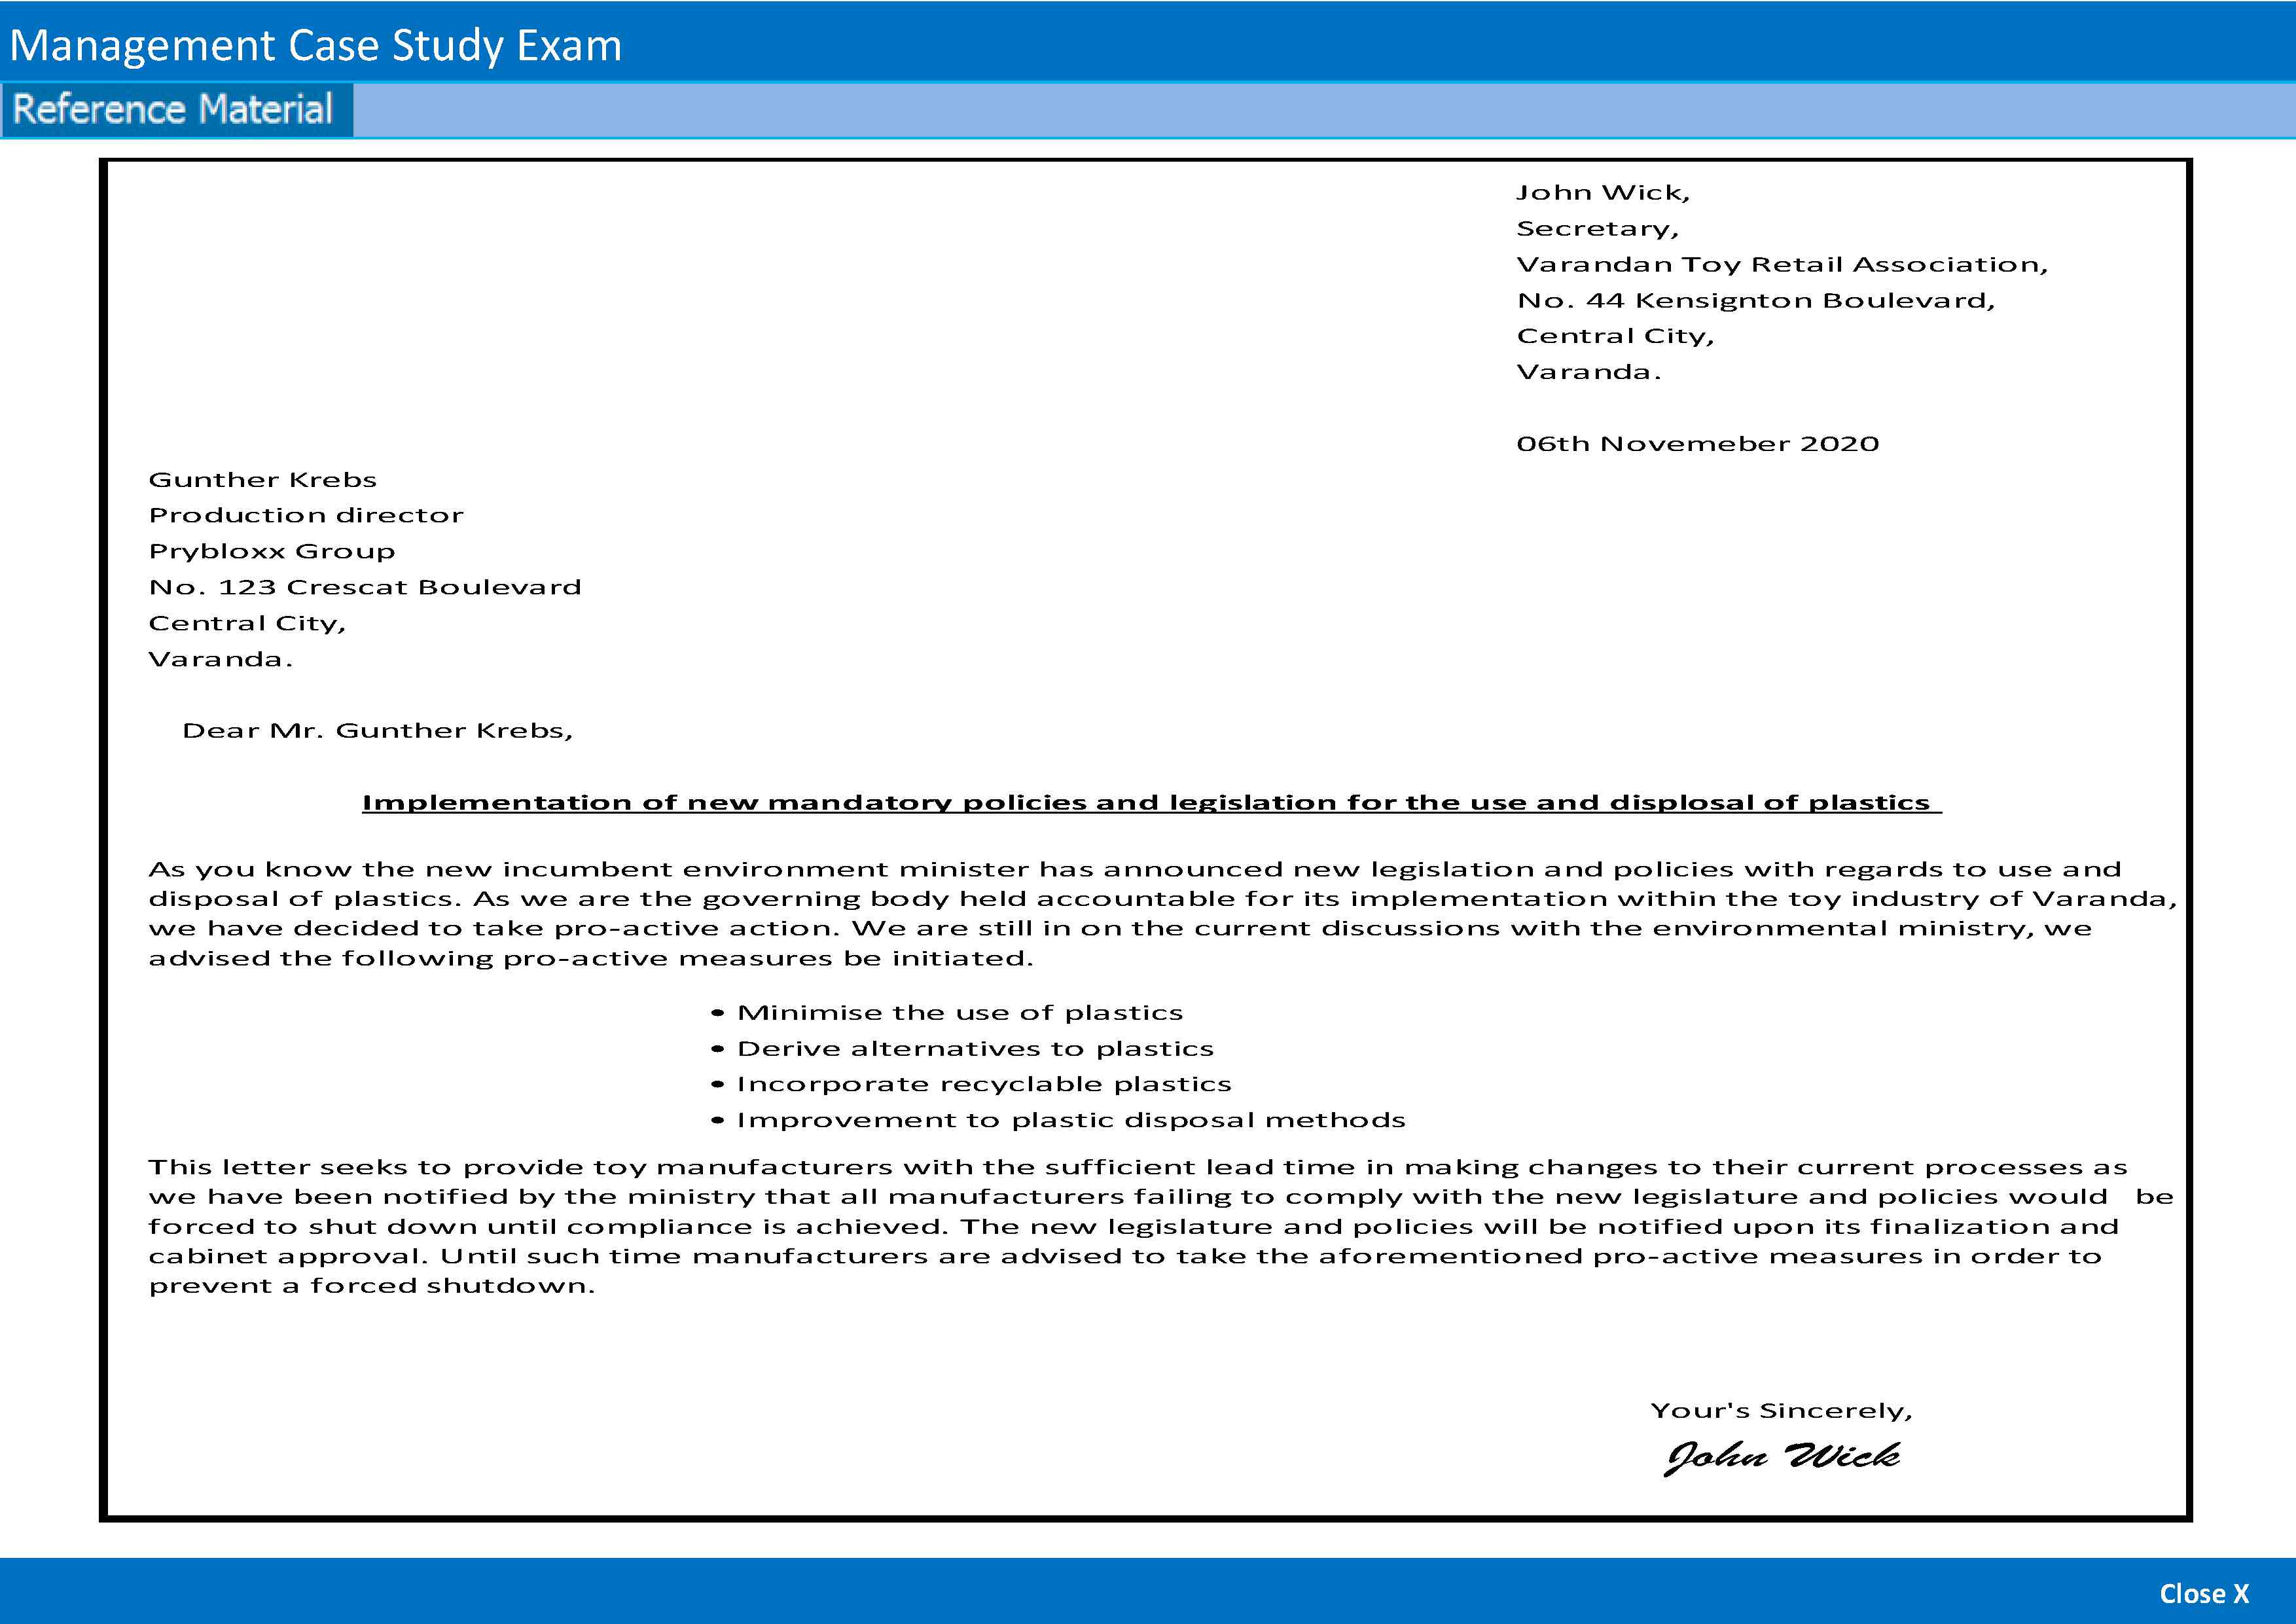 Management Case Study Exam
Reference Material
John Wick,
Secretary,
Varandan Toy Retail Association,
No. 44 Kensignton Boulevard,
Central City,
Varanda.
06th Novemeber 2020
Gunther Krebs
Production director
Prybloxx Group
No. 123 Crescat Boulevard
Central City,
Varanda.
Dear Mr. Gunther Krebs,
Implementation of new mandatory policies and legislation for the use and displosal of plastics
As you know the new incumbent environment minister has announced new legislation and policies with regards to use and
disposal of plastics. As we are the governing body held accountable for its implementation within the toy industry of Varanda,
we have decided to take pro-active action. We are still in on the current discussions with the environmental ministry, we
advised the following pro-active measures be initiated.
• Minimise the use of plastics
• Derive alternatives to plastics
• Incorporate recyclable plastics
• Improvement to plastic disposal methods
This letter seeks to provide toy manufacturers with the sufficient lead time in making changes to their current processes as
we have been notified by the ministry that all manufacturers failing to comply with the new legislature and policies would be
forced to shut down until compliance is achieved. The new legislature and policies will be notified upon its finalization and
cabinet approval. Until such time manufacturers are advised to take the aforementioned pro-active measures in order to
prevent a forced shutdown.
Your's Sincerely,
John Wick
Close X